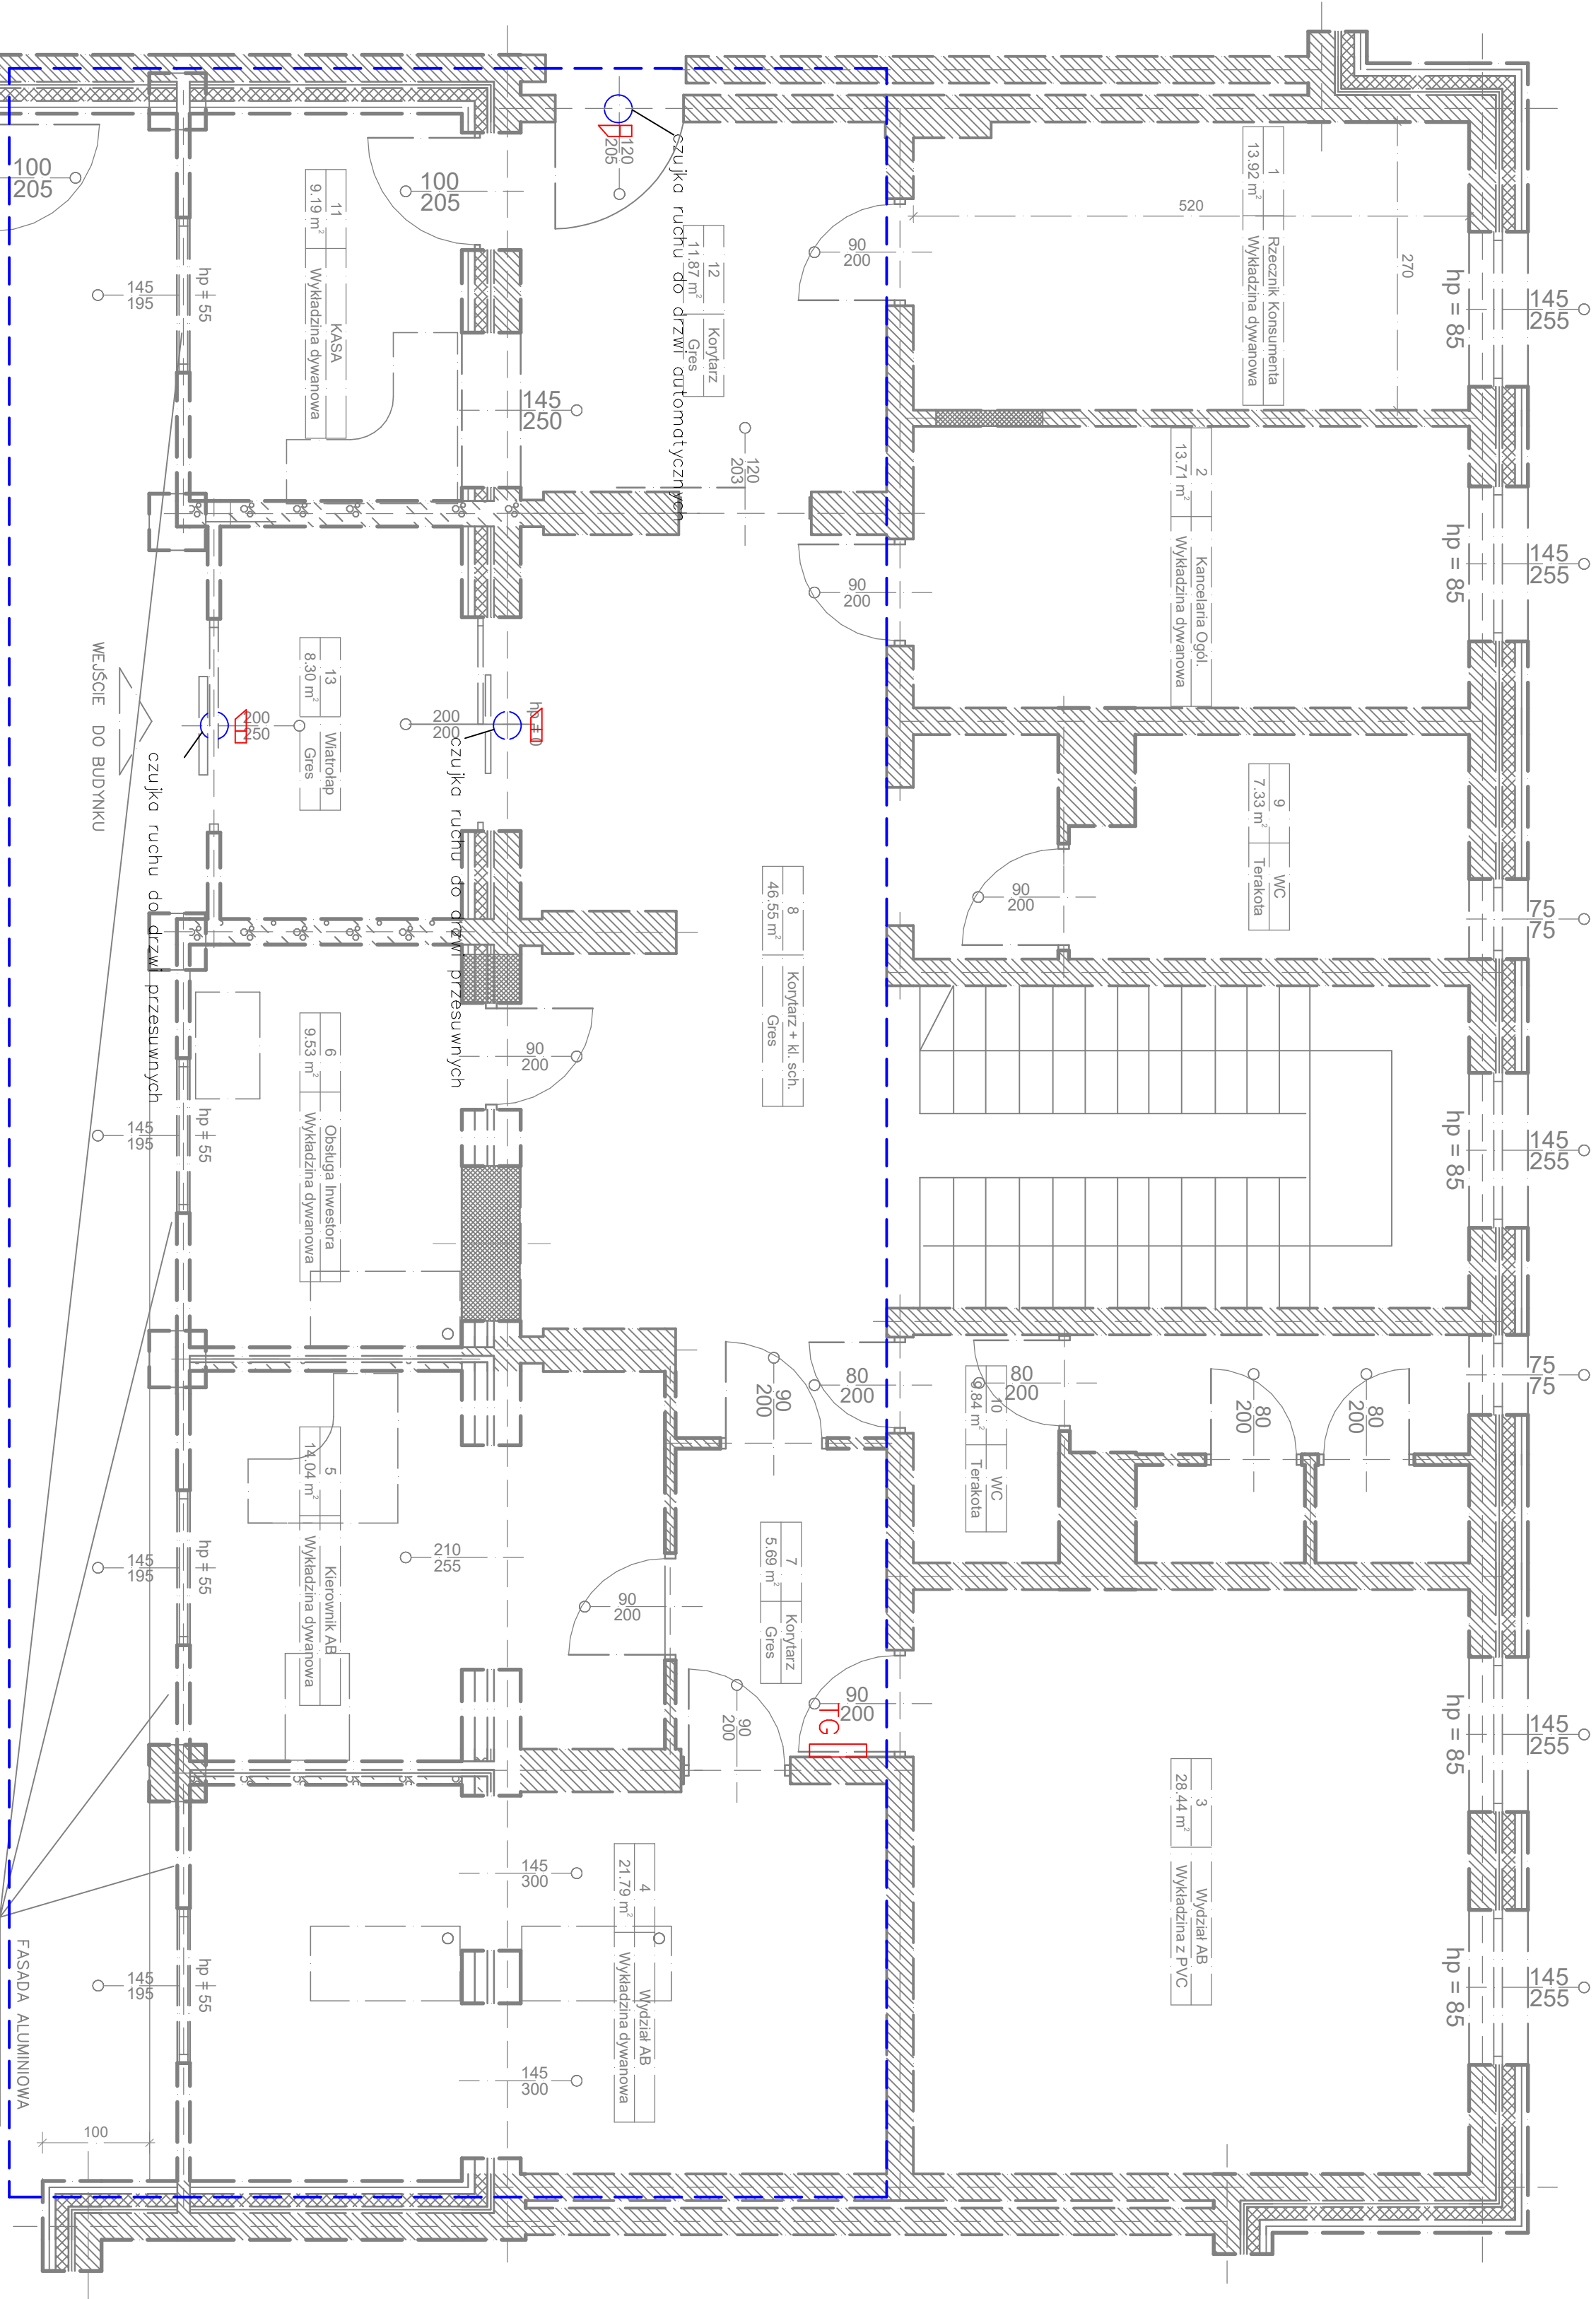 1
Rzecznik Konsumenta
13.92 m²
Wykładzina dywanowa
520
270
hp = 85
145
255
2
Kancelaria Ogól.
13.71 m²
Wykładzina dywanowa
hp = 85
145
255
9
WC
7.33 m²
Terakota
75
75
hp = 85
145
255
75
75
10
WC
9.84 m²
Terakota
80
200
80
200
80
200
80
200
3
Wydział AB
28.44 m²
Wykładzina z PVC
hp = 85
145
255
hp = 85
145
255
12
Korytarz
11.87 m²
Gres
120
205
czujka ruchu do drzwi automatycznych
90
200
120
203
90
200
90
200
8
Korytarz + kl. sch.
46.55 m²
Gres
90
200
7
Korytarz
5.69 m²
Gres
90
200
90
200
90
200
TG
4
Wydział AB
21.79 m²
Wykładzina dywanowa
145
300
145
300
11
KASA
9.19 m²
Wykładzina dywanowa
100
205
100
205
145
250
hp = 55
145
195
13
Wiatrołap
8.30 m²
Gres
200
250
200
200
hp = 0
czujka ruchu do drzwi przesuwnych
czujka ruchu do drzwi przesuwnych
WEJŚCIE DO BUDYNKU
6
Obsługa Inwestora
9.53 m²
Wykładzina dywanowa
90
200
hp = 55
145
195
5
Kierownik AB
14.04 m²
Wykładzina dywanowa
210
255
hp = 55
145
195
hp = 55
145
195
FASADA ALUMINIOWA
100